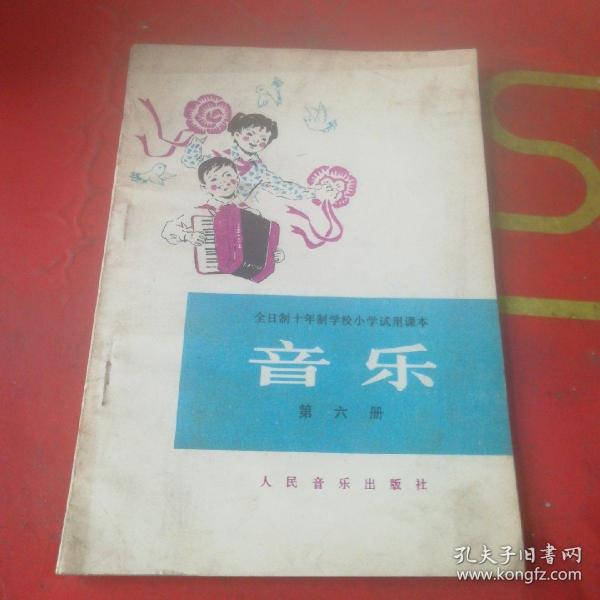 全日制十年制学校小学试用课本
音乐
第六册
人民音乐出版社
孔夫子旧书网
www.kongfz.com